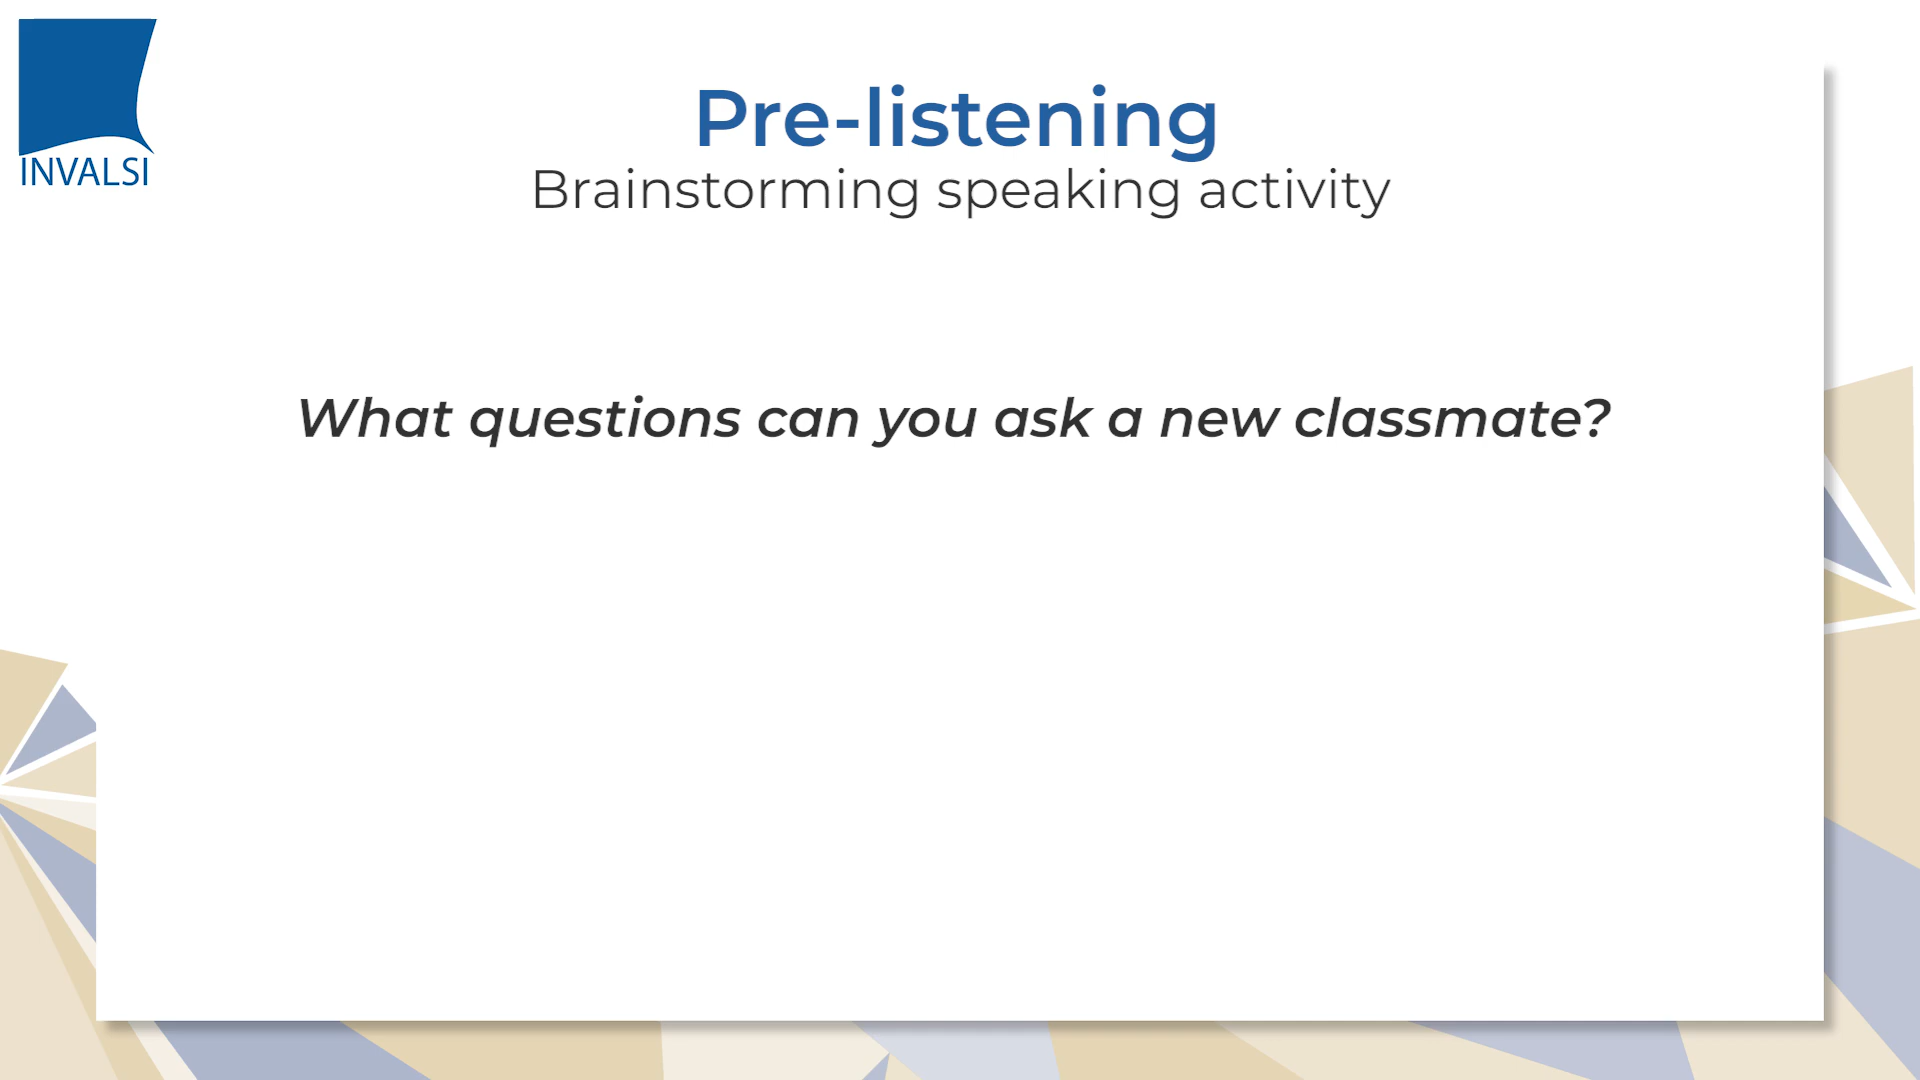 INVALSI
Pre-listening
Brainstorming speaking activity
What questions can you ask a new classmate?